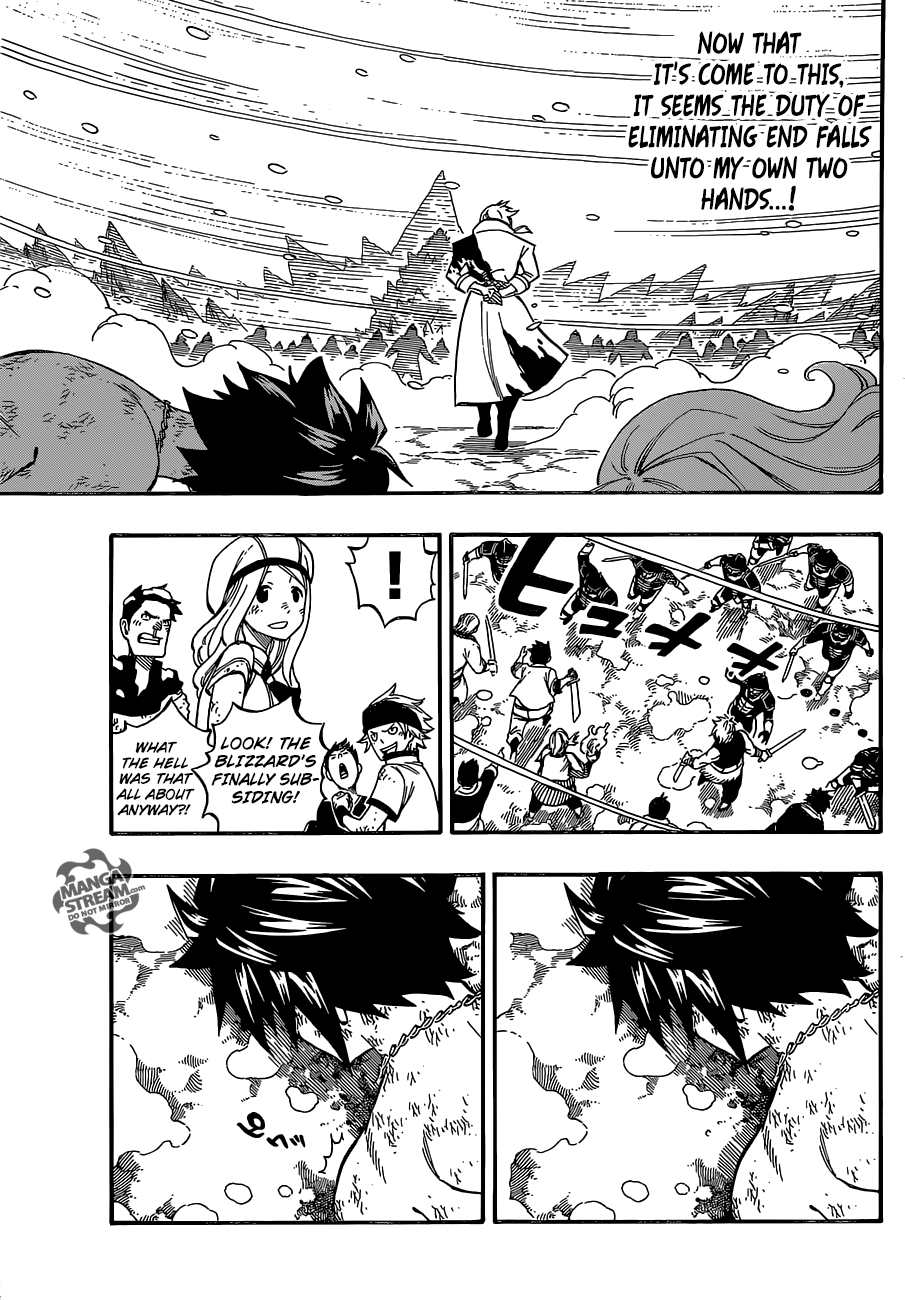 NOW THAT
IT'S COME TO THIS,
IT SEEMS THE DUTY OF
ELIMINATING END FALLS
UNTO MY OWN TWO
HANDS...!
!
LOOK! THE
BLIZZARD'S
FINALLY SUB-
SIDING!
WHAT
THE HELL
WAS THAT
ALL ABOUT
ANYWAY?!
MANGA
STREAM.com
DO NOT MIRROR